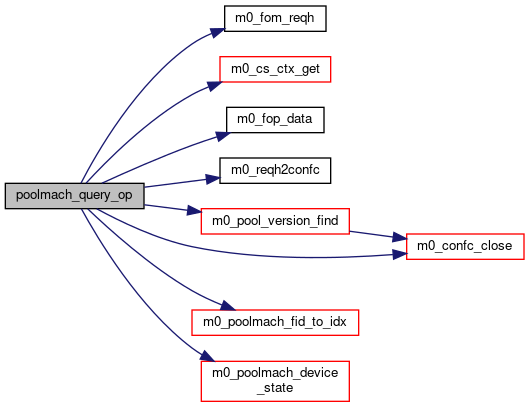 m0_fom_reqh
m0_cs_ctx_get
m0_fop_data
m0_reqh2confc
poolmach_query_op
m0_pool_version_find
m0_confc_close
m0_poolmach_fid_to_idx
m0_poolmach_device
_state